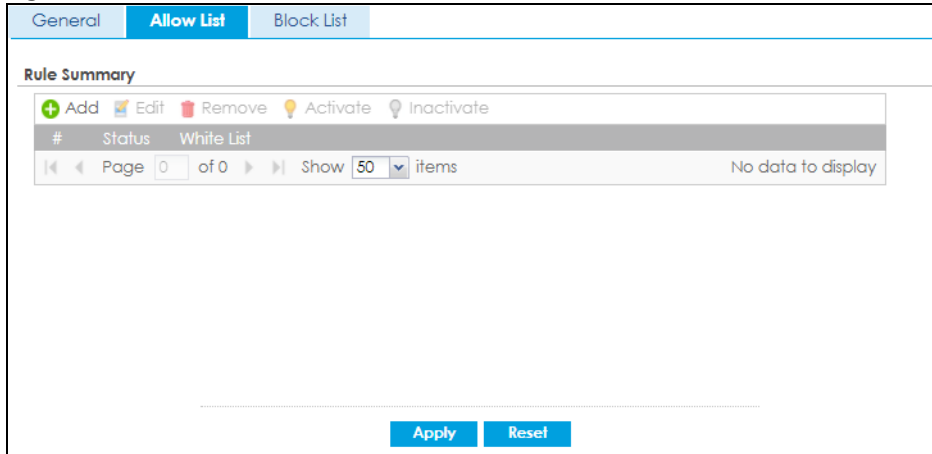 General Allow List Block List
Rule Summary
Add Edit Remove Activate Inactivate
# Status White List
Page 0 of 0 Show 50 items No data to display
Apply Reset